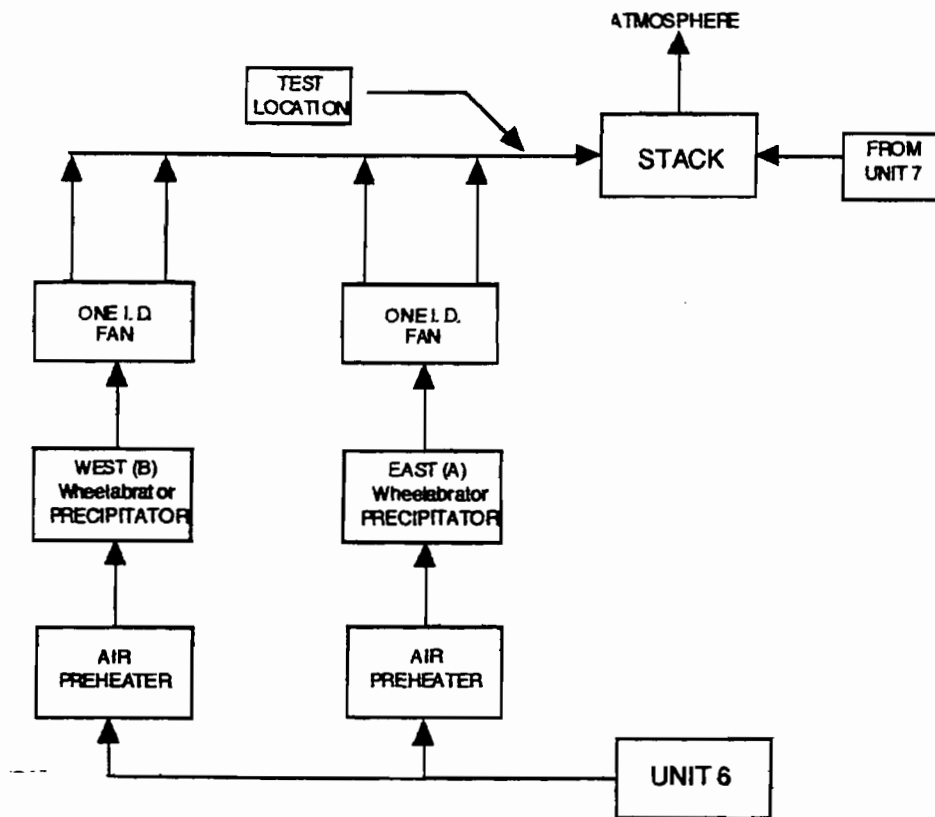 ATMOSPHERE
TEST
LOCATION
STACK
FROM
UNIT 7
ONE I. D.
FAN
ONE I. D.
FAN
WEST (B)
Wheelabrator
PRECIPITATOR
EAST (A)
Wheelabrator
PRECIPITATOR
AIR
PREHEATER
AIR
PREHEATER
UNIT 6